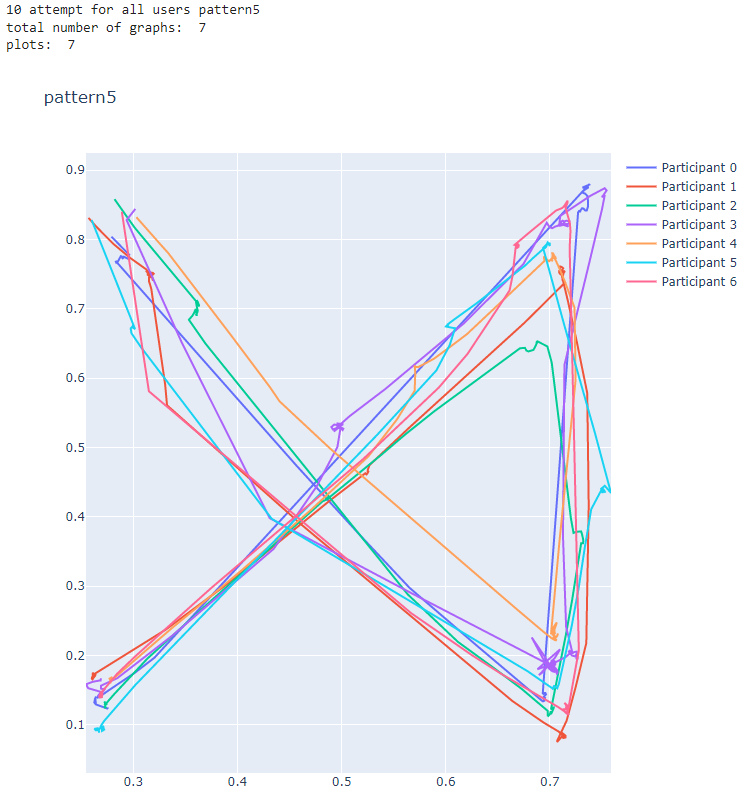 10 attempt for all users pattern5
total number of graphs:  7
plots:  7
pattern5
0.9
0.8
0.7
0.6
0.5
0.4
0.3
0.2
0.1
0.3
0.4
0.5
0.6
0.7
Participant 0
Participant 1
Participant 2
Participant 3
Participant 4
Participant 5
Participant 6